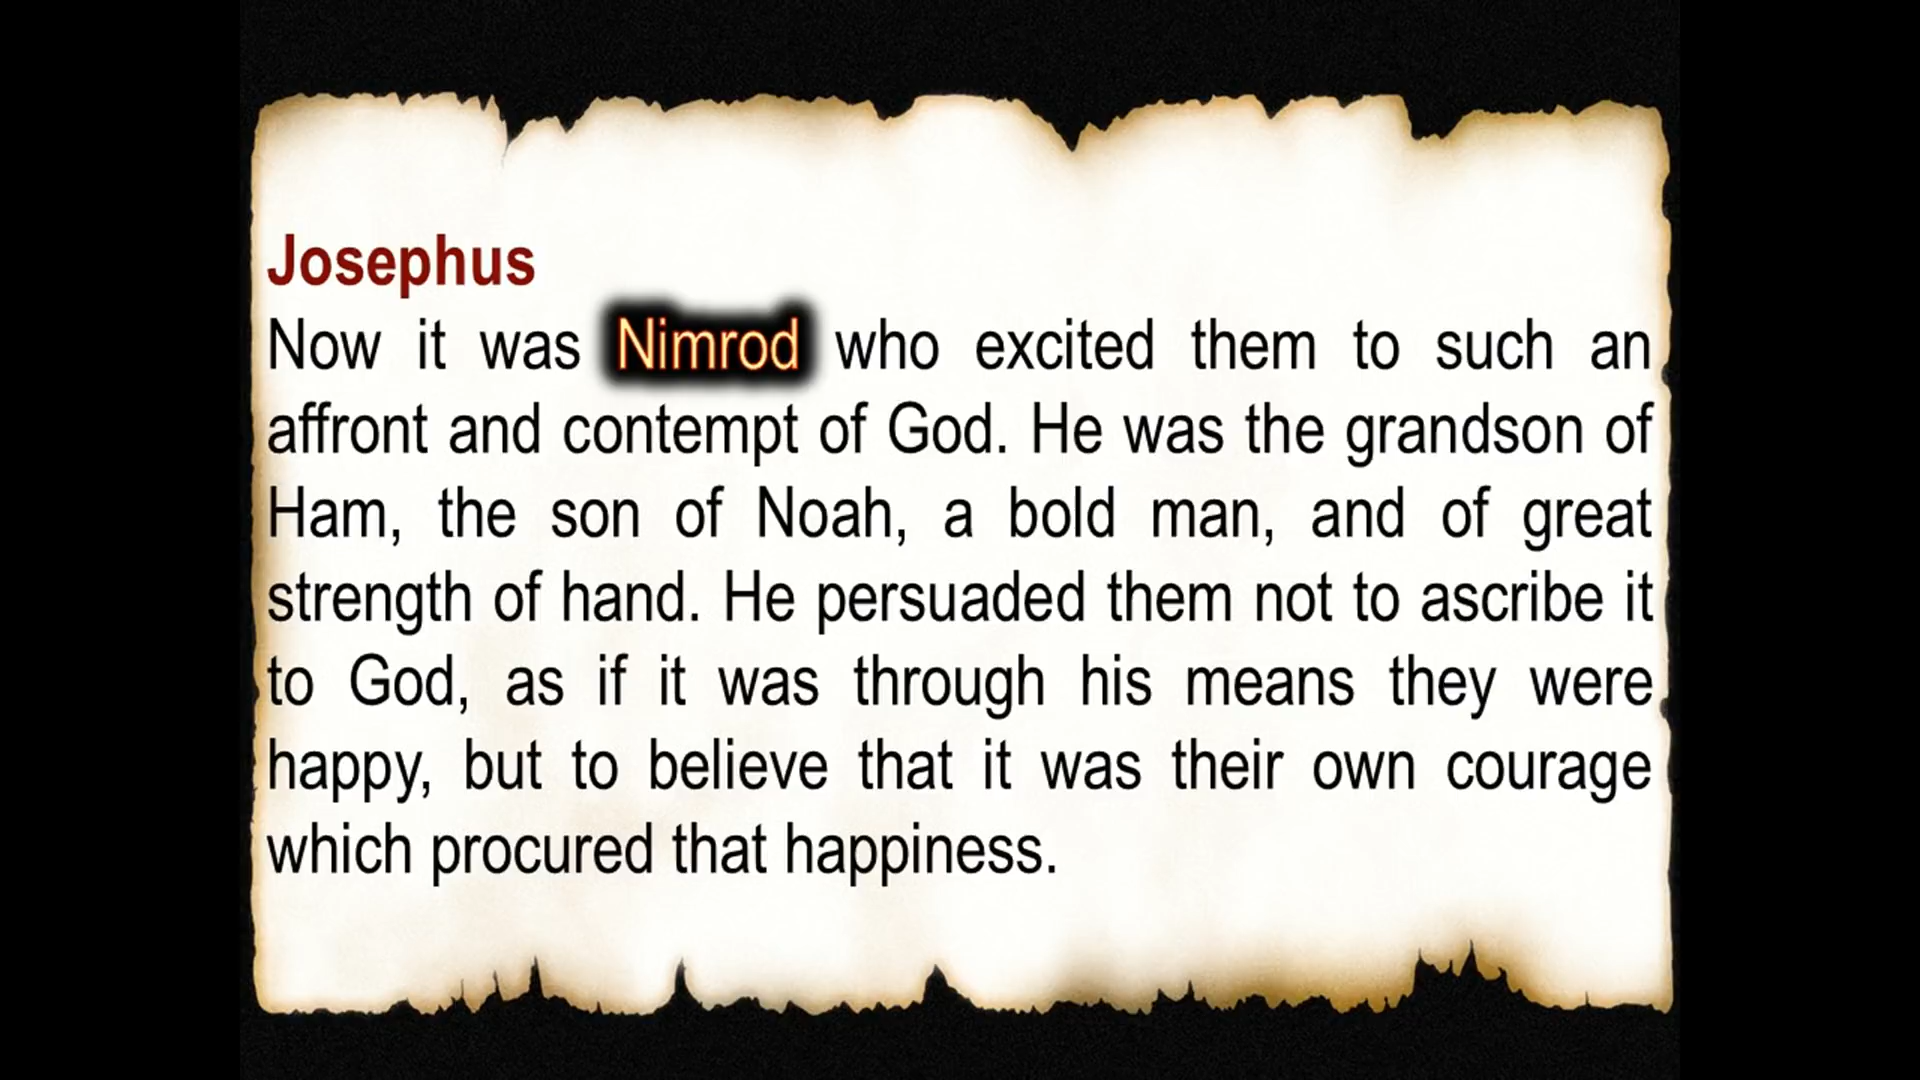 Josephus
Now it was Nimrod who excited them to such an
affront and contempt of God. He was the grandson of
Ham, the son of Noah, a bold man, and of great
strength of hand. He persuaded them not to ascribe it
to God, as if it was through his means they were
happy, but to believe that it was their own courage
which procured that happiness.